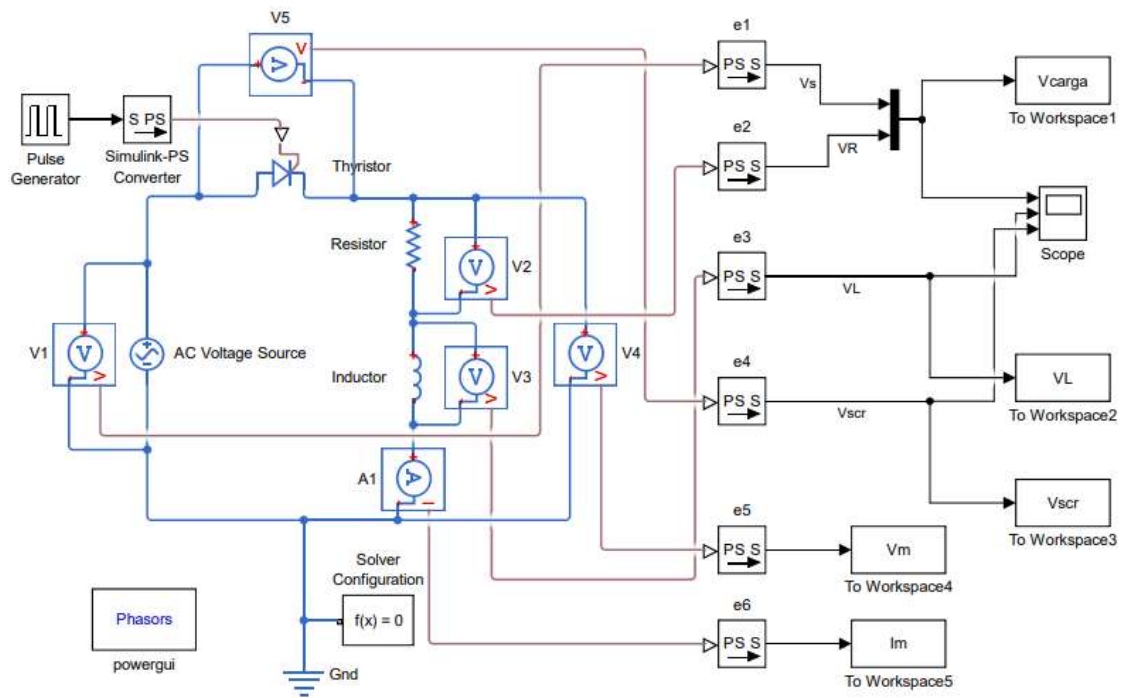 V5
V
e1
PS S
Vs
Vcarga
To Workspace1
Pulse
Generator
S PS
Simulink-PS
Converter
Thyristor
e2
PS S
VR
Resistor
V
V2
Scope
V1
V
AC Voltage Source
e3
PS S
VL
Inductor
V
V3
V
V4
e4
PS S
Vscr
VL
To Workspace2
A1
A
I
Vscr
To Workspace3
e5
PS S
Vm
To Workspace4
Solver
Configuration
f(x) = 0
Phasors
powergui
Gnd
e6
PS S
Im
To Workspace5